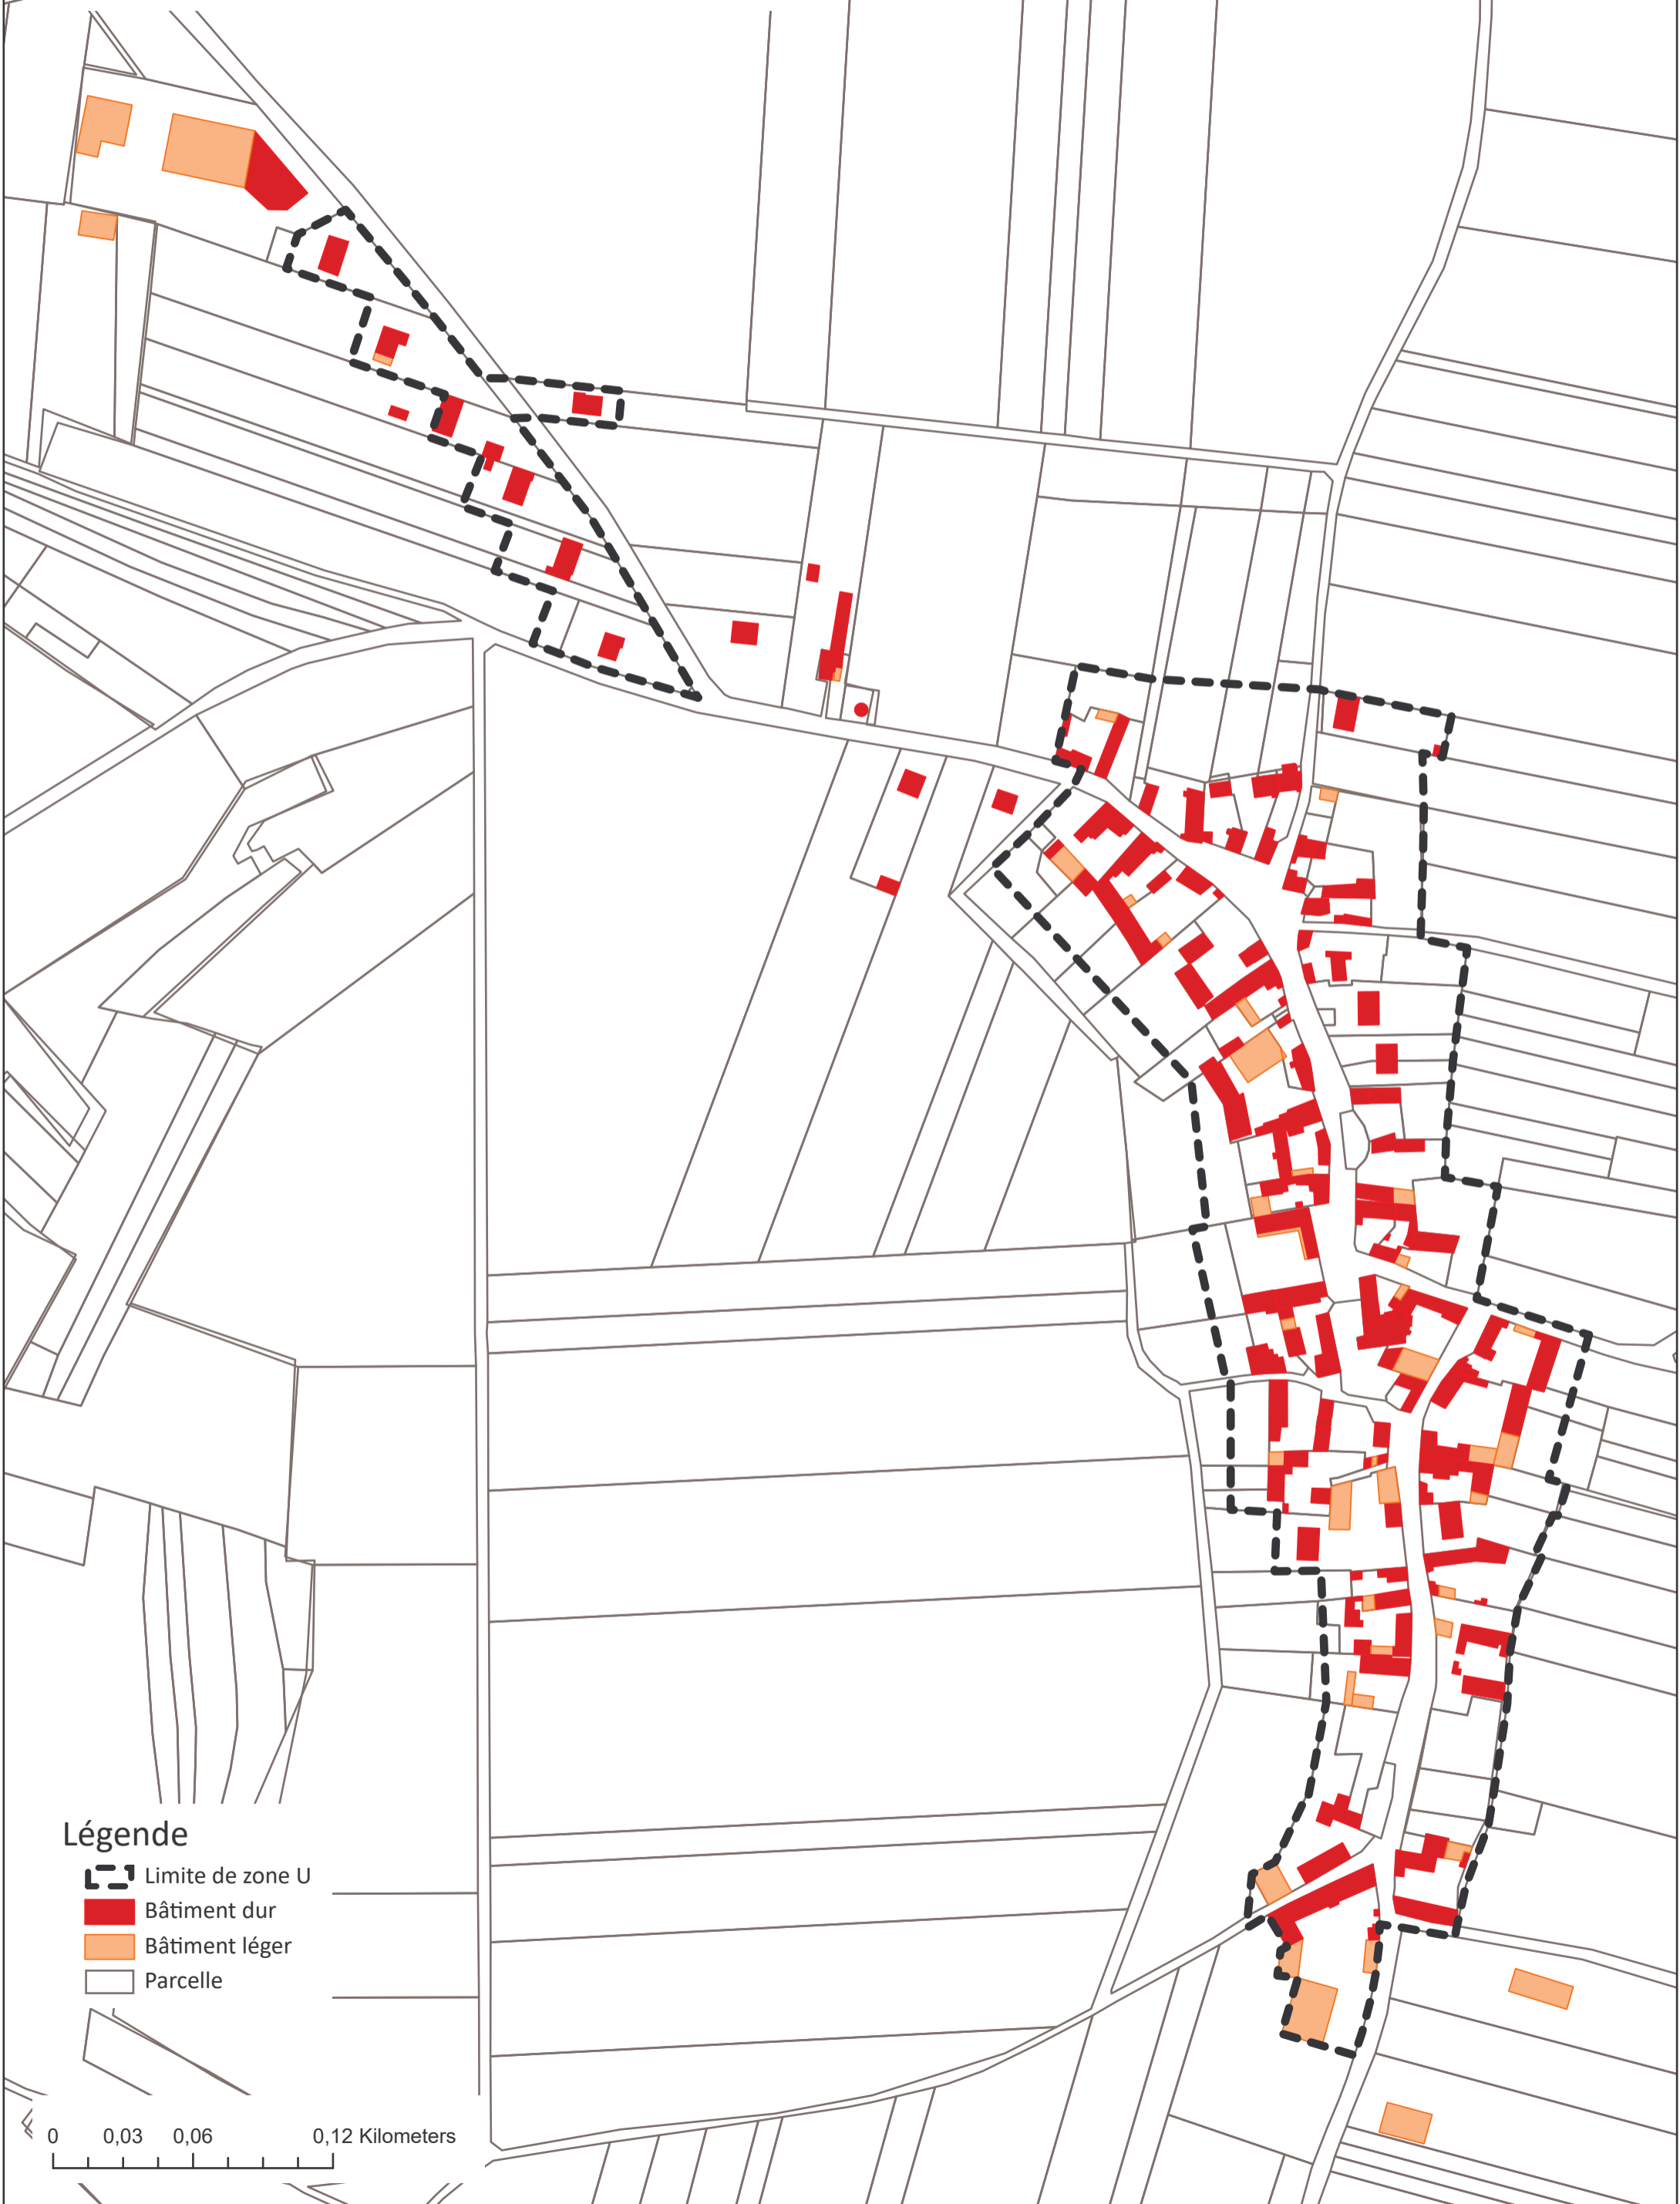 Légende
Limite de zone U
Bâtiment dur
Bâtiment léger
Parcelle
0 0,03 0,06 0,12 Kilometers